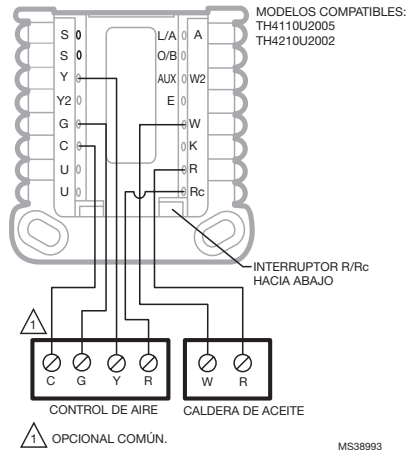 MODELOS COMPATIBLES:
TH4110U2005
TH4210U2002
S L/A A
S O/B
Y AUX W2
Y2 E
G W
C K
U R
U Rc
INTERRUPTOR R/Rc
HACIA ABAJO
1
C G Y R W R
CONTROL DE AIRE CALDERA DE ACEITE
1 OPCIONAL COMÚN.
MS38993